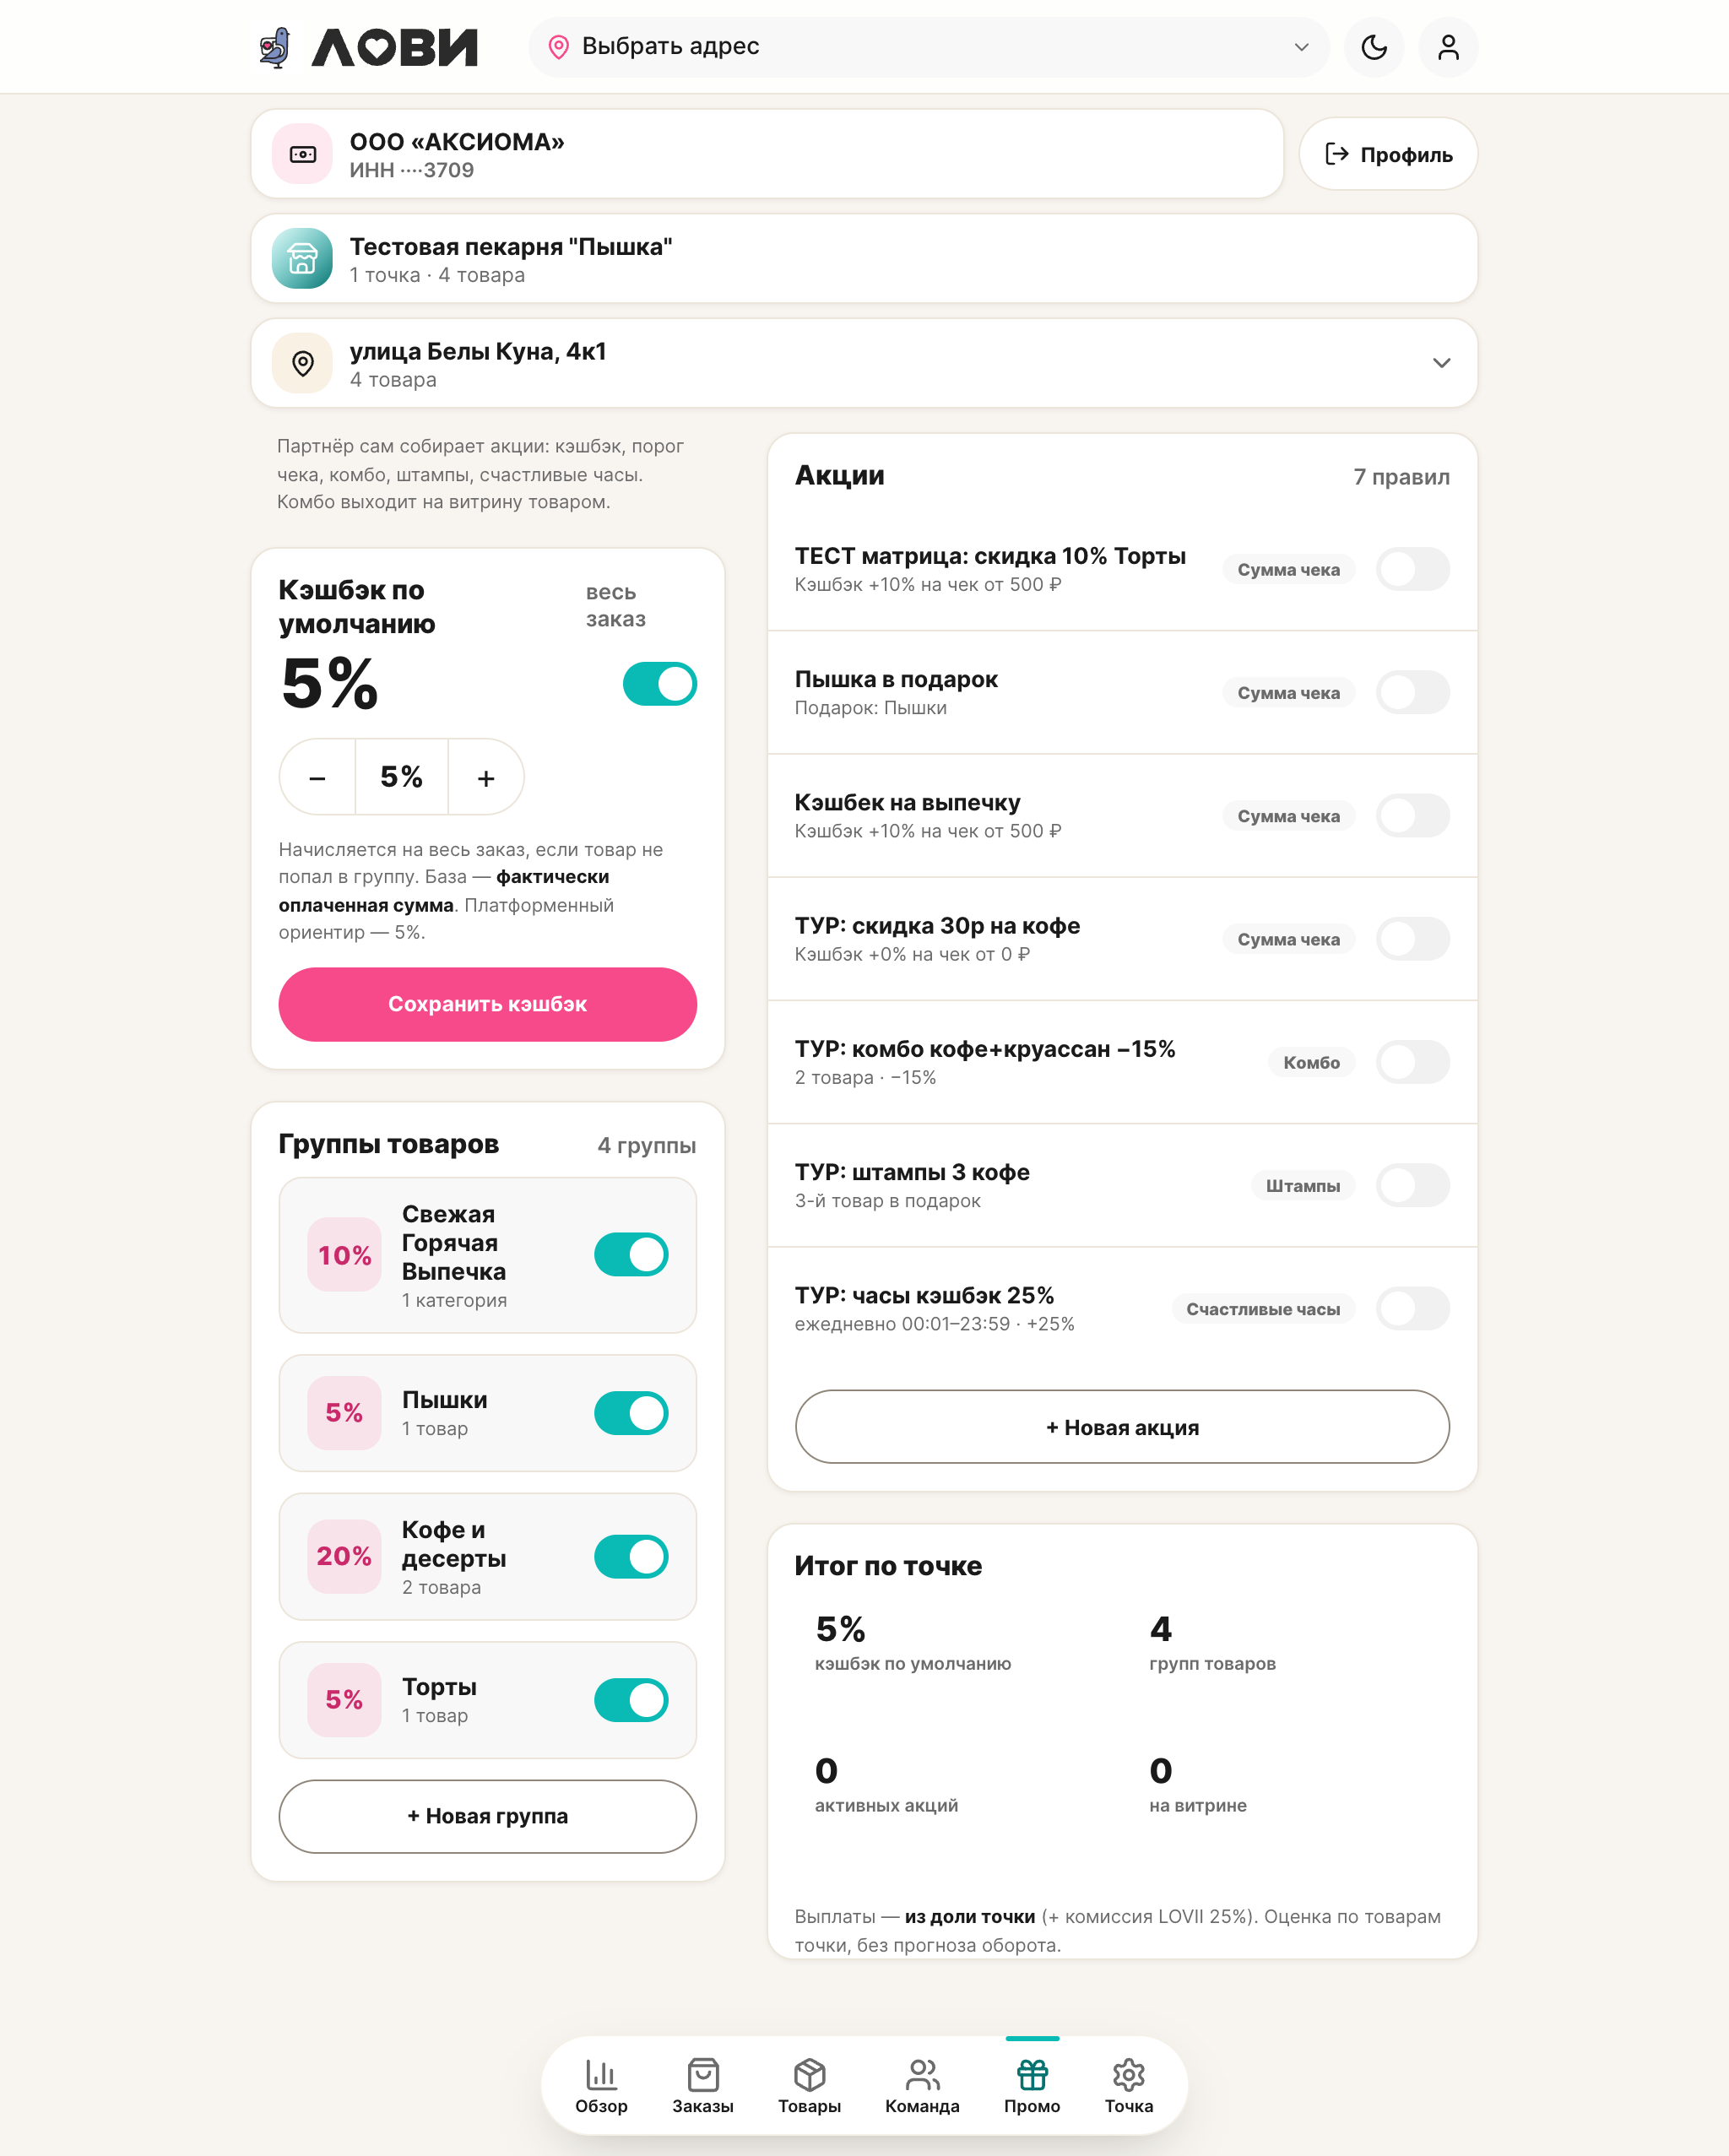 ЛОВИ
Выбрать адрес
ООО «АКСИОМА»
ИНН ····3709
Профиль
Тестовая пекарня "Пышка"
1 точка · 4 товара
улица Белы Куна, 4к1
4 товара
Партнёр сам собирает акции: кэшбэк, порог
чека, комбо, штампы, счастливые часы.
Комбо выходит на витрину товаром.
Кэшбэк по
умолчанию
весь
заказ
5%
− 5% +
Начисляется на весь заказ, если товар не
попал в группу. База — фактически
оплаченная сумма. Платформенный
ориентир — 5%.
Сохранить кэшбэк
Группы товаров
4 группы
10%
Свежая
Горячая
Выпечка
1 категория
5%
Пышки
1 товар
20%
Кофе и
десерты
2 товара
5%
Торты
1 товар
+ Новая группа
Акции
7 правил
ТЕСТ матрица: скидка 10% Торты
Кэшбэк +10% на чек от 500 ₽
Сумма чека
Пышка в подарок
Подарок: Пышки
Сумма чека
Кэшбек на выпечку
Кэшбэк +10% на чек от 500 ₽
Сумма чека
ТУР: скидка 30р на кофе
Кэшбэк +0% на чек от 0 ₽
Сумма чека
ТУР: комбо кофе+круассан −15%
2 товара · −15%
Комбо
ТУР: штампы 3 кофе
3-й товар в подарок
Штампы
ТУР: часы кэшбэк 25%
ежедневно 00:01–23:59 · +25%
Счастливые часы
+ Новая акция
Итог по точке
5%
кэшбэк по умолчанию
4
групп товаров
0
активных акций
0
на витрине
Выплаты — из доли точки (+ комиссия LOVII 25%). Оценка по товарам
точки, без прогноза оборота.
Обзор
Заказы
Товары
Команда
Промо
Точка